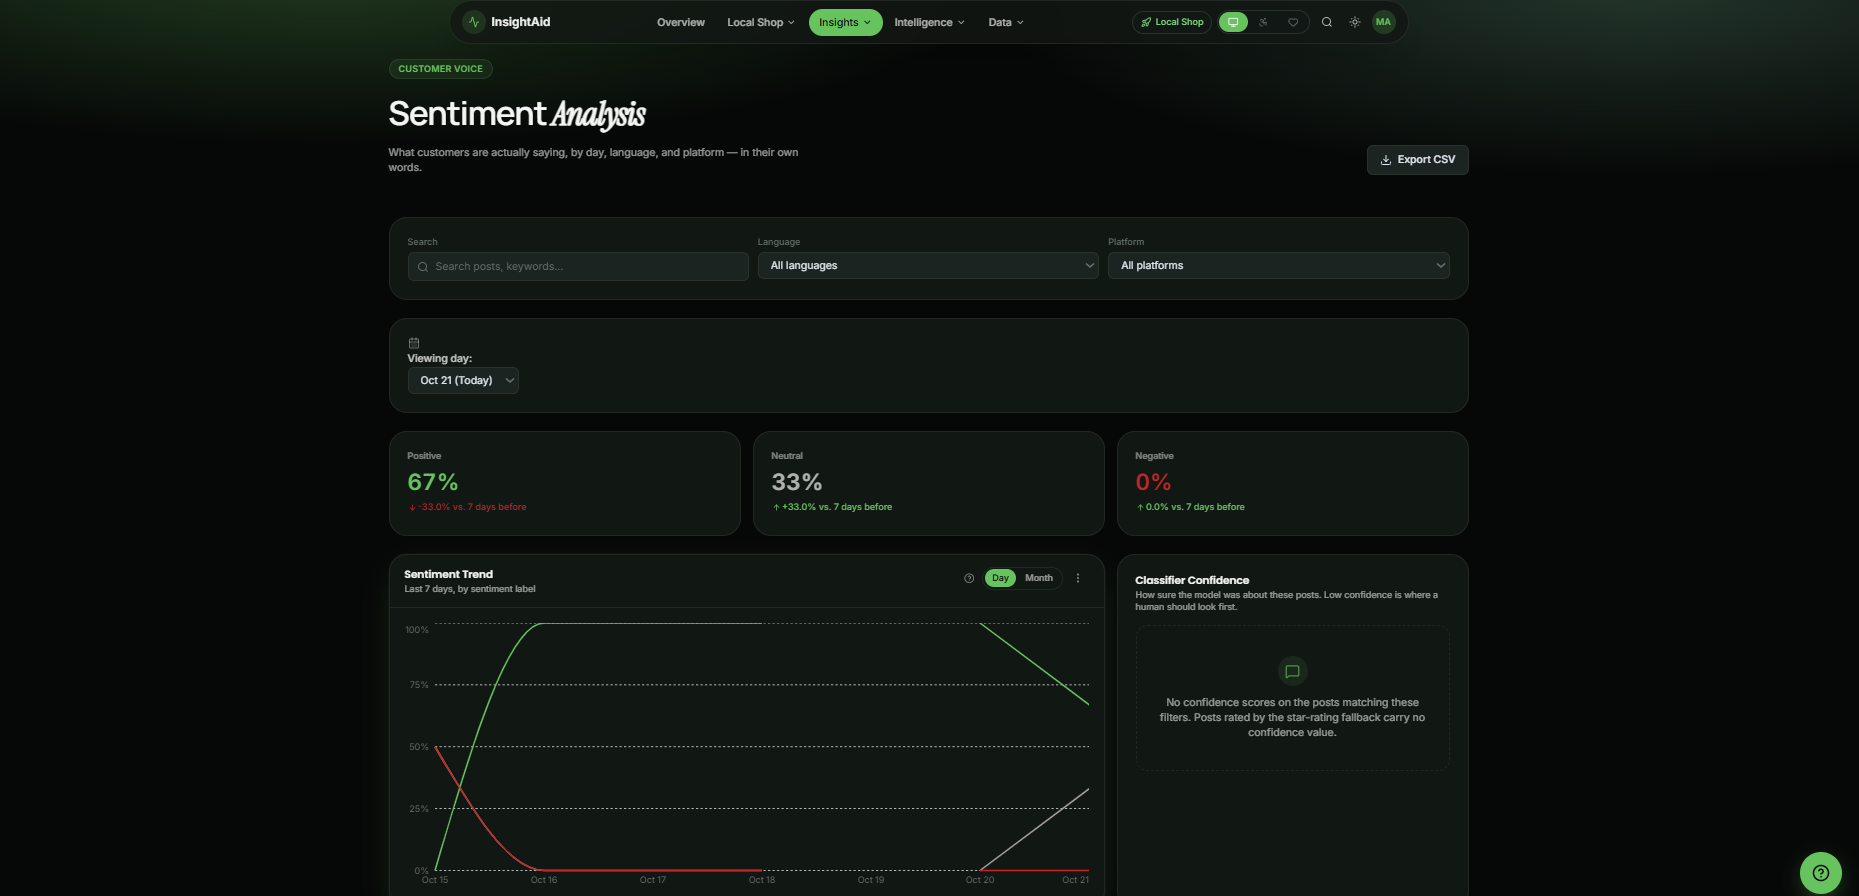 InsightAid
Overview
Local Shop
Insights
Intelligence
Data
Local Shop
MA
CUSTOMER VOICE
Sentiment Analysis
What customers are actually saying, by day, language, and platform — in their own
words.
Export CSV
Search
Search posts, keywords...
Language
All languages
Platform
All platforms
Viewing day:
Oct 21 (Today)
Positive
67%
↓ -33.0% vs. 7 days before
Neutral
33%
↑ +33.0% vs. 7 days before
Negative
0%
↑ 0.0% vs. 7 days before
Sentiment Trend
Last 7 days, by sentiment label
Day
Month
100%
75%
50%
25%
0%
Oct 15
Oct 16
Oct 17
Oct 18
Oct 19
Oct 20
Oct 21
Classifier Confidence
How sure the model was about these posts. Low confidence is where a
human should look first.
No confidence scores on the posts matching these
filters. Posts rated by the star-rating fallback carry no
confidence value.